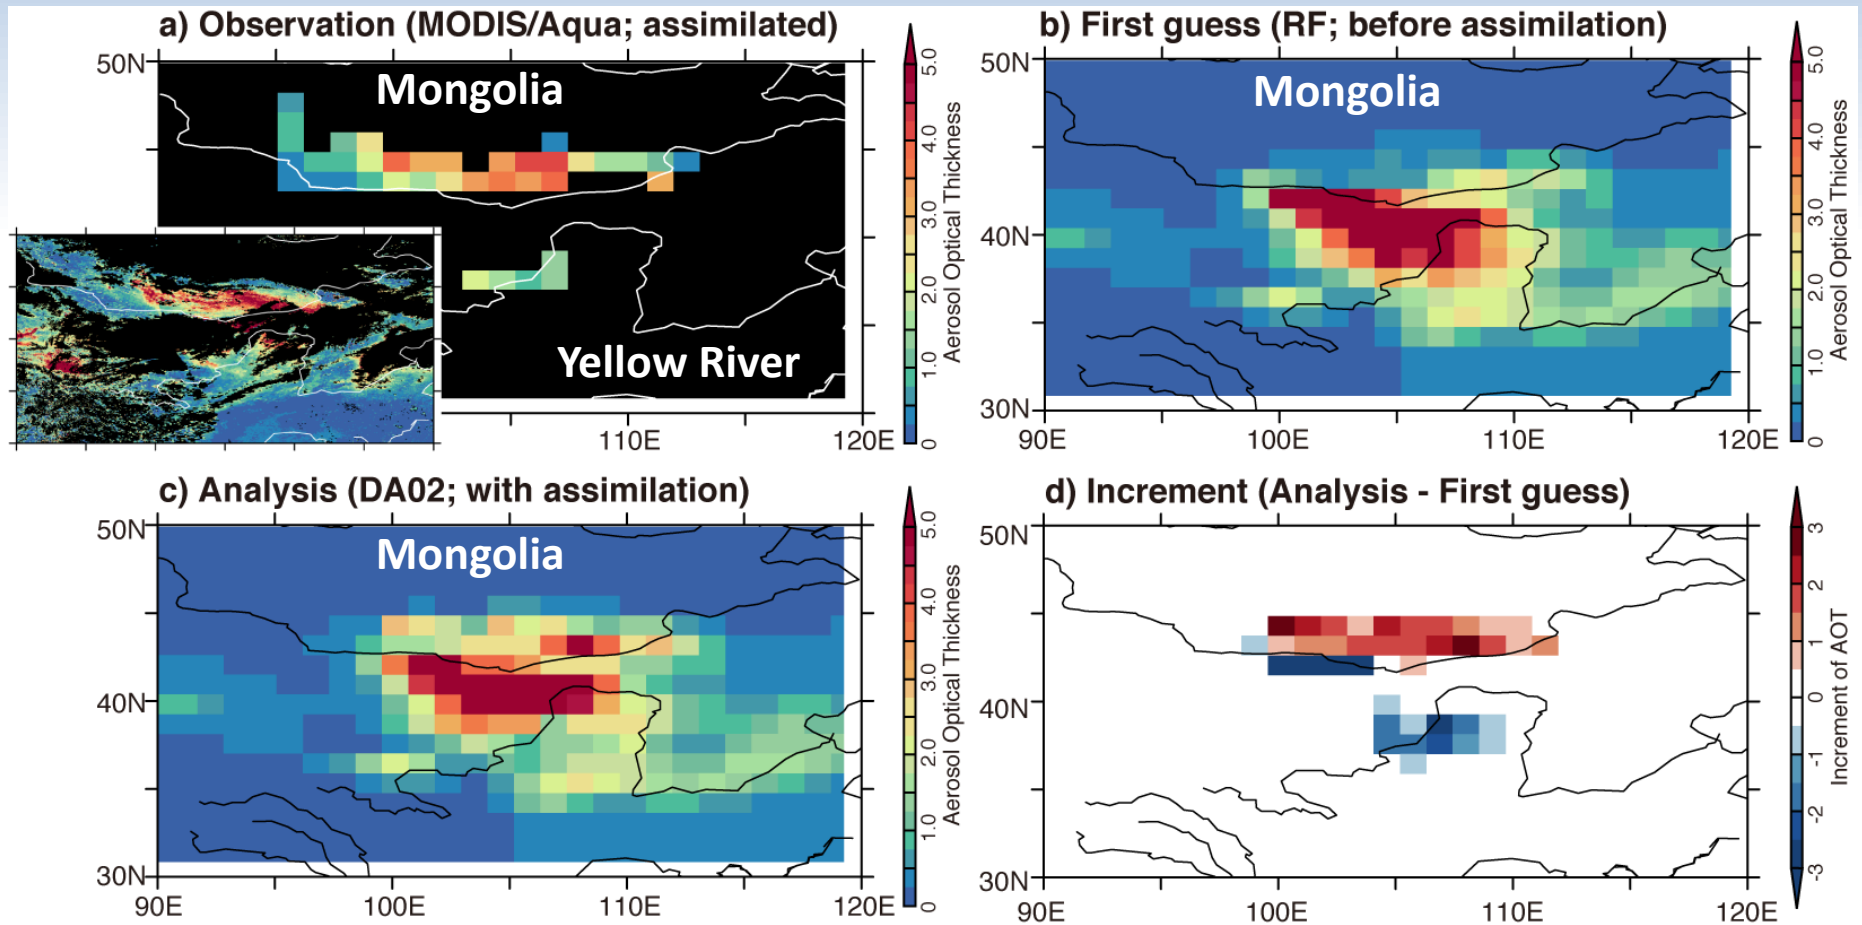 a) Observation (MODIS/Aqua; assimilated)
50N
Mongolia
Yellow River
110E
120E
0
1.0
2.0
3.0
4.0
5.0
Aerosol Optical Thickness
b) First guess (RF; before assimilation)
50N
40N
30N
Mongolia
90E
100E
110E
120E
0
1.0
2.0
3.0
4.0
5.0
Aerosol Optical Thickness
c) Analysis (DA02; with assimilation)
50N
40N
30N
Mongolia
90E
100E
110E
120E
0
1.0
2.0
3.0
4.0
5.0
Aerosol Optical Thickness
d) Increment (Analysis - First guess)
50N
40N
30N
90E
100E
110E
120E
3
2
1
0
-1
-2
-3
Increment of AOT